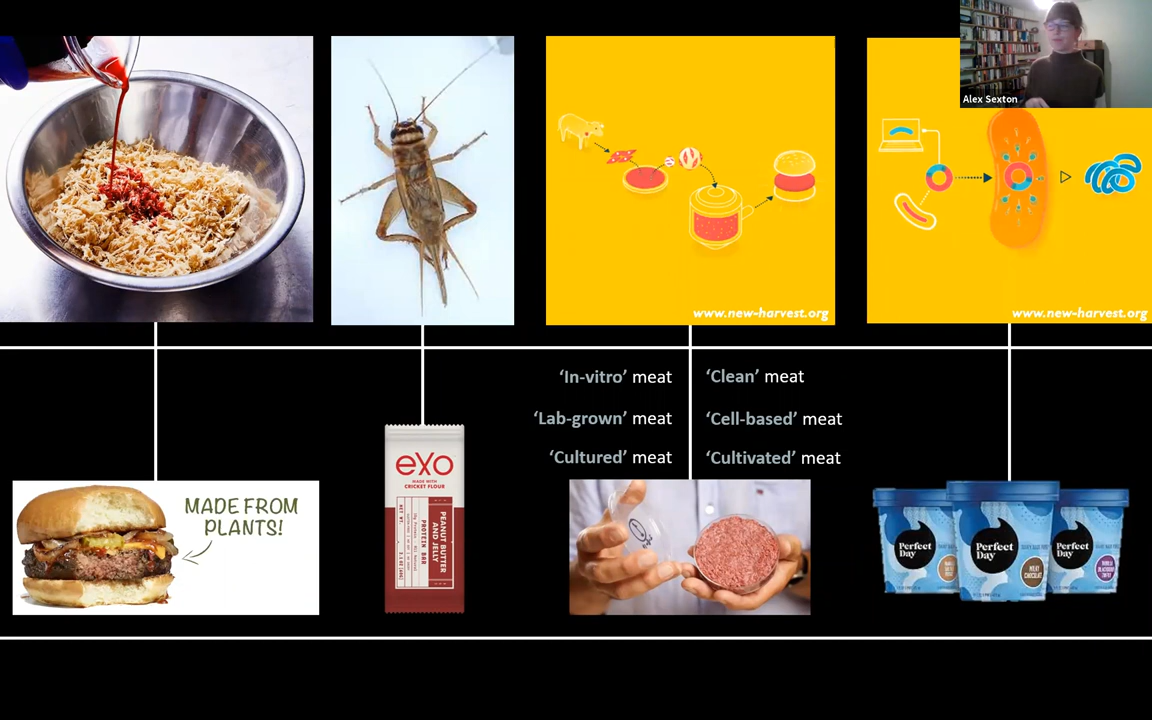 Alex Sexton
www.new-harvest.org
www.new-harvest.org
‘In-vitro’ meat
‘Clean’ meat
‘Lab-grown’ meat
‘Cell-based’ meat
‘Cultured’ meat
‘Cultivated’ meat
MADE FROM
PLANTS!
exo
MADE WITH
CRICKET FLOUR
PEANUT BUTTER
AND JELLY
PROTEIN BAR
Perfect
Day
Perfect
Day
MILKY
CHOCOLATE
Perfect
Day